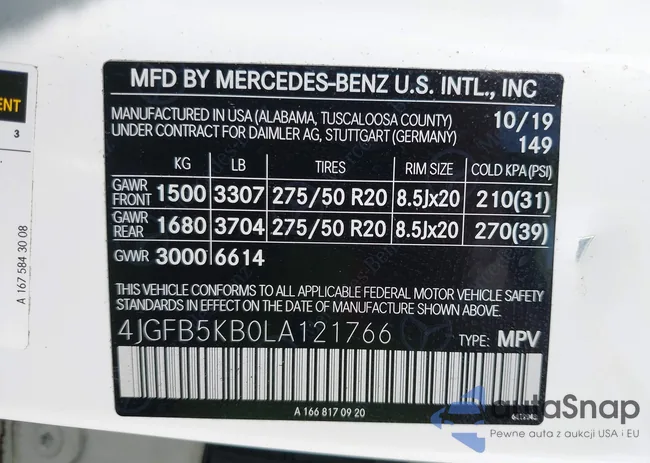 MFD BY MERCEDES-BENZ U.S. INTL., INC
MANUFACTURED IN USA (ALABAMA, TUSCALOOSA COUNTY) 10/19
UNDER CONTRACT FOR DAIMLER AG, STUTTGART (GERMANY) 149
KG LB TIRES RIM SIZE COLD KPA (PSI)
GAWR FRONT 1500 3307 275/50 R20 8.5Jx20 210(31)
GAWR REAR 1680 3704 275/50 R20 8.5Jx20 270(39)
GWR 3000 6614
THIS VEHICLE CONFORMS TO ALL APPLICABLE FEDERAL MOTOR VEHICLE SAFETY
STANDARDS IN EFFECT ON THE DATE OF MANUFACTURE SHOWN ABOVE.
4JGFB5KB0LA121766 TYPE: MPV
A 166 817 09 20
ENT
3
A 167 584 30 08
autoSnap
Pewne auta z aukcji USA i EU